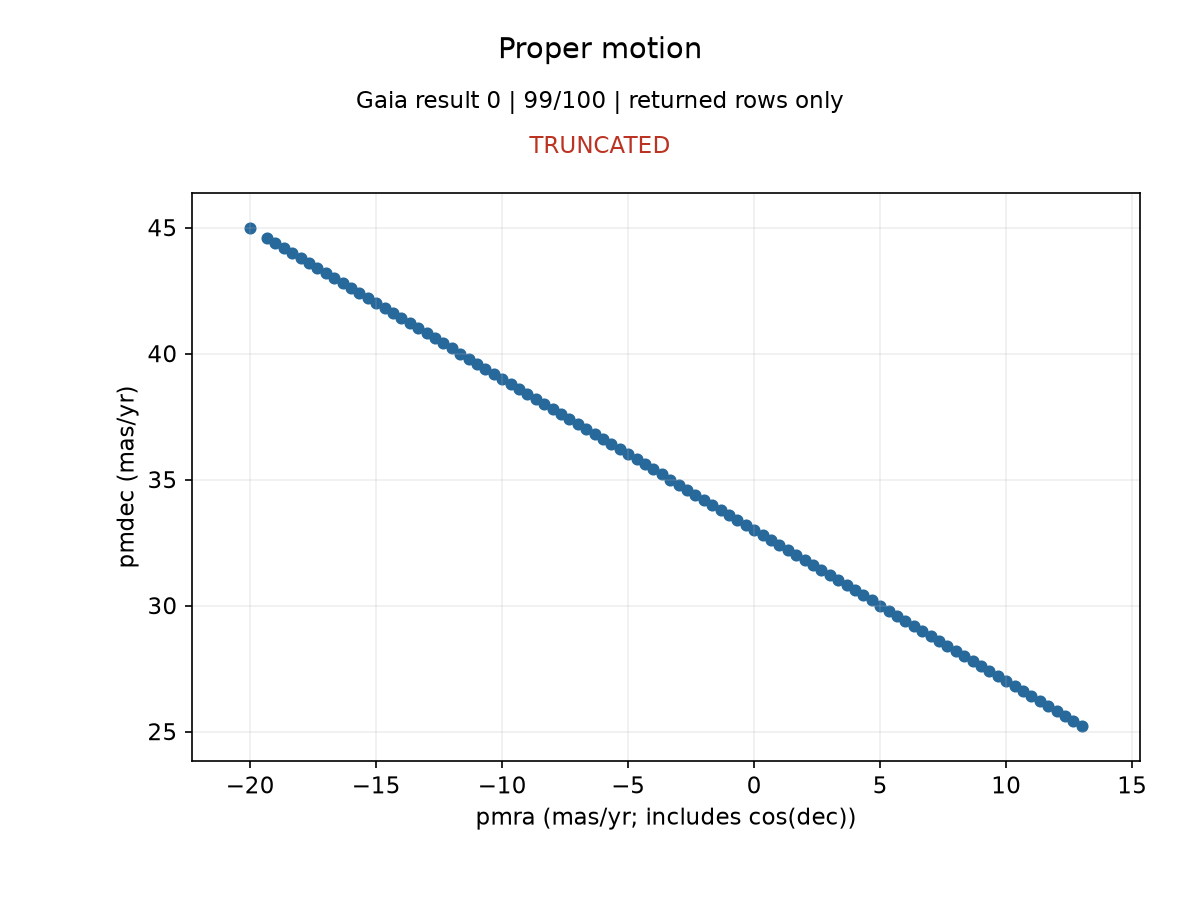 Proper motion
Gaia result 0 | 99/100 | returned rows only
TRUNCATED
45
40
35
30
25
pmdec (mas/yr)
−20 −15 −10 −5 0 5 10 15
pmra (mas/yr; includes cos(dec))